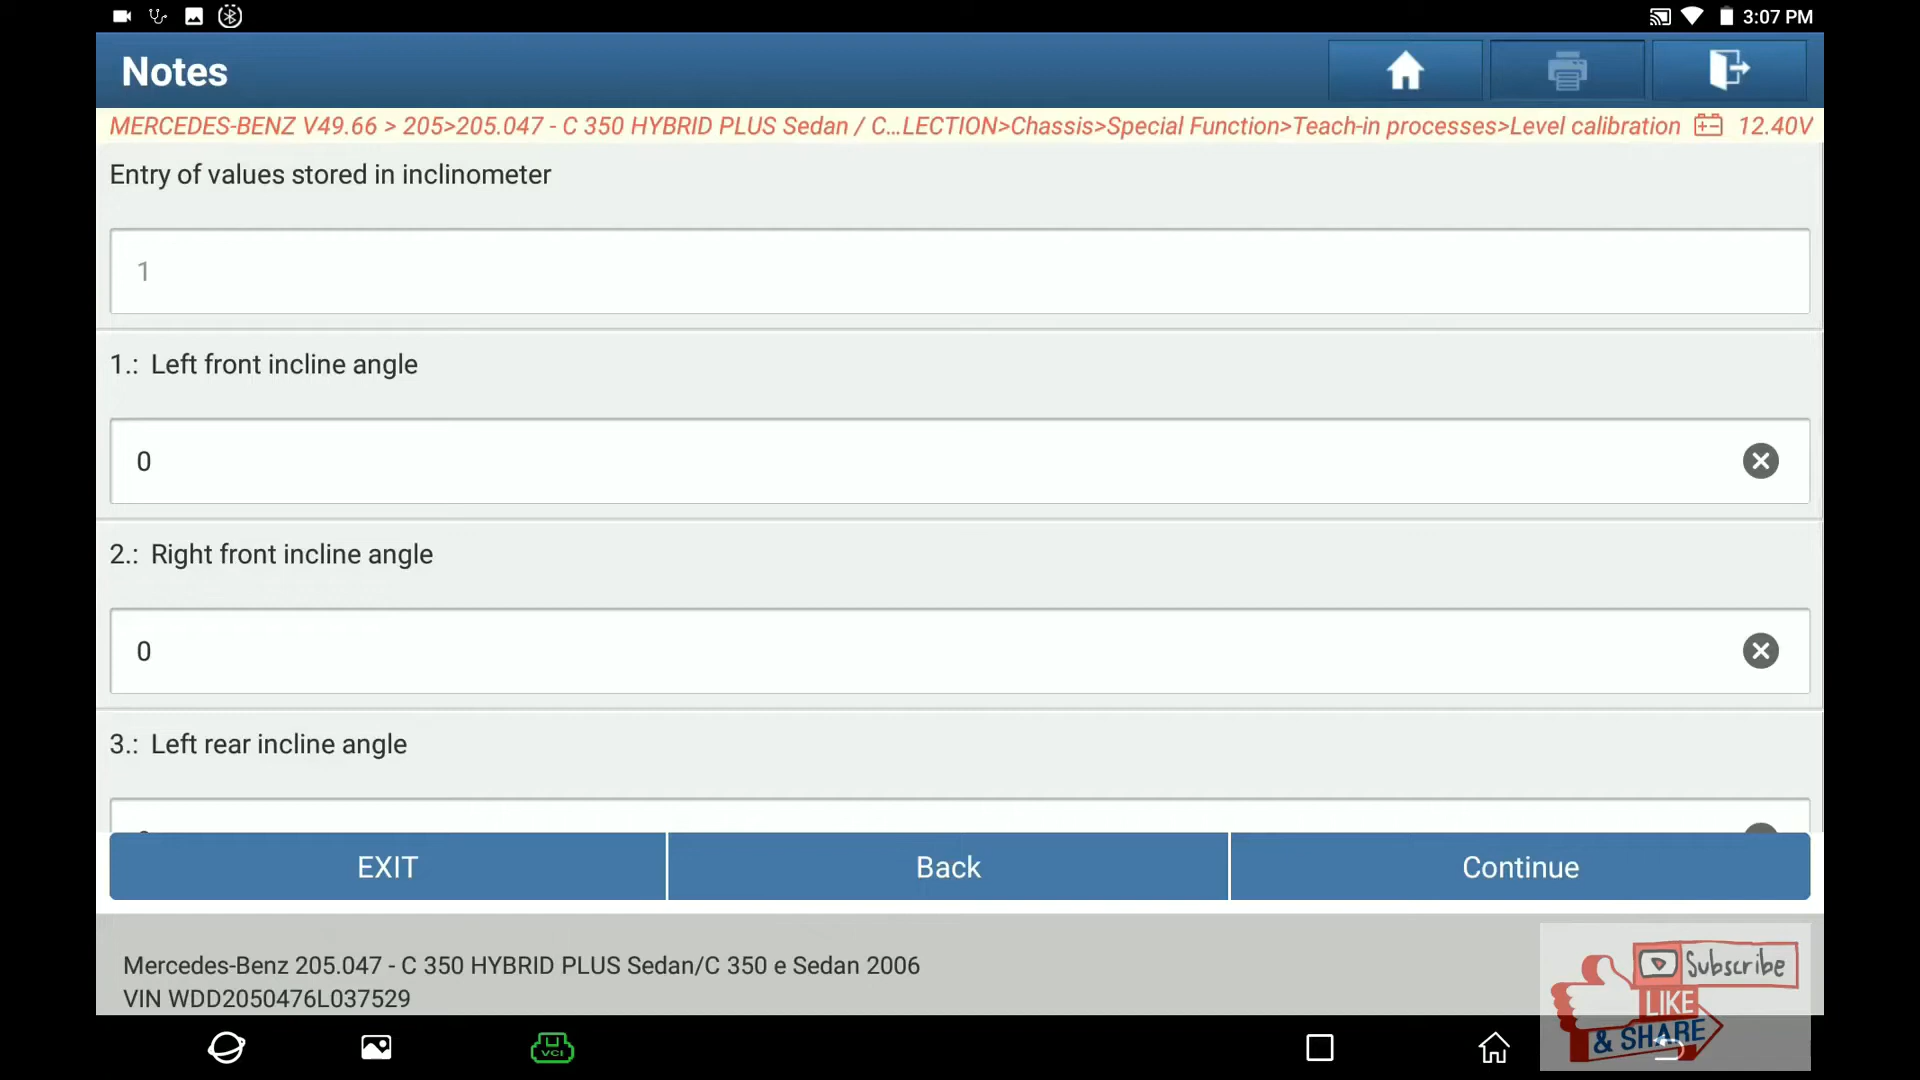 3:07 PM
Notes
MERCEDES-BENZ V49.66 > 205>205.047 - C 350 HYBRID PLUS Sedan / C...LECTION>Chassis>Special Function>Teach-in processes>Level calibration 12.40V
Entry of values stored in inclinometer
1
1.: Left front incline angle
0
2.: Right front incline angle
0
3.: Left rear incline angle
EXIT Back Continue
Mercedes-Benz 205.047 - C 350 HYBRID PLUS Sedan/C 350 e Sedan 2006
VIN WDD2050476L037529
Subscribe
LIKE
& SHARE
VCI